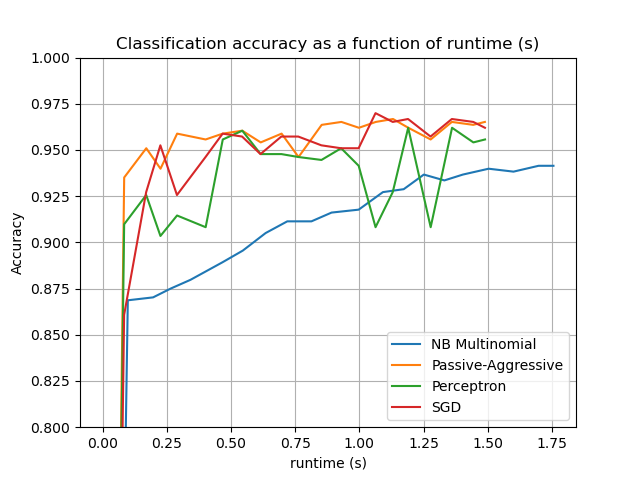 Classification accuracy as a function of runtime (s)
1.000
0.975
0.950
0.925
0.900
0.875
0.850
0.825
0.800
Accuracy
NB Multinomial
Passive-Aggressive
Perceptron
SGD
0.00 0.25 0.50 0.75 1.00 1.25 1.50 1.75
runtime (s)